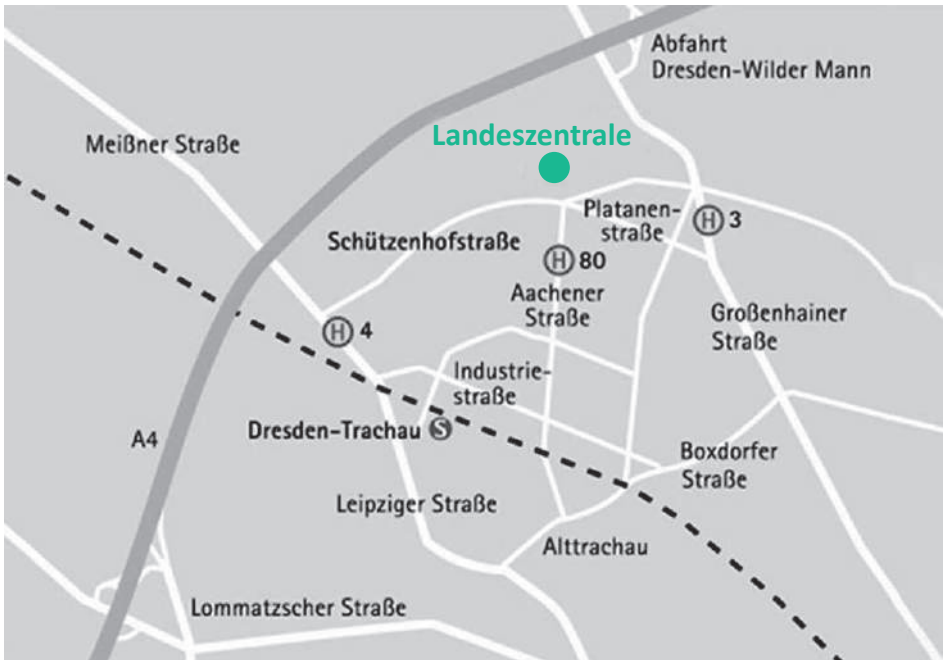 Abfahrt
Dresden-Wilder Mann
Landeszentrale
Meißner Straße
Platanen-
straße
H 3
Schützenhofstraße
H 80
Aachener
Straße
Großenhainer
Straße
H 4
Industrie-
straße
A4
Dresden-Trachau S
Boxdorfer
Straße
Leipziger Straße
Alttrachau
Lommatzscher Straße